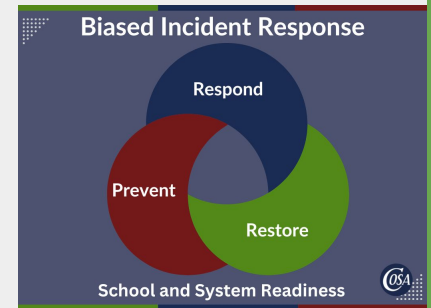 Biased Incident Response
Respond
Prevent
Restore
School and System Readiness
COSA